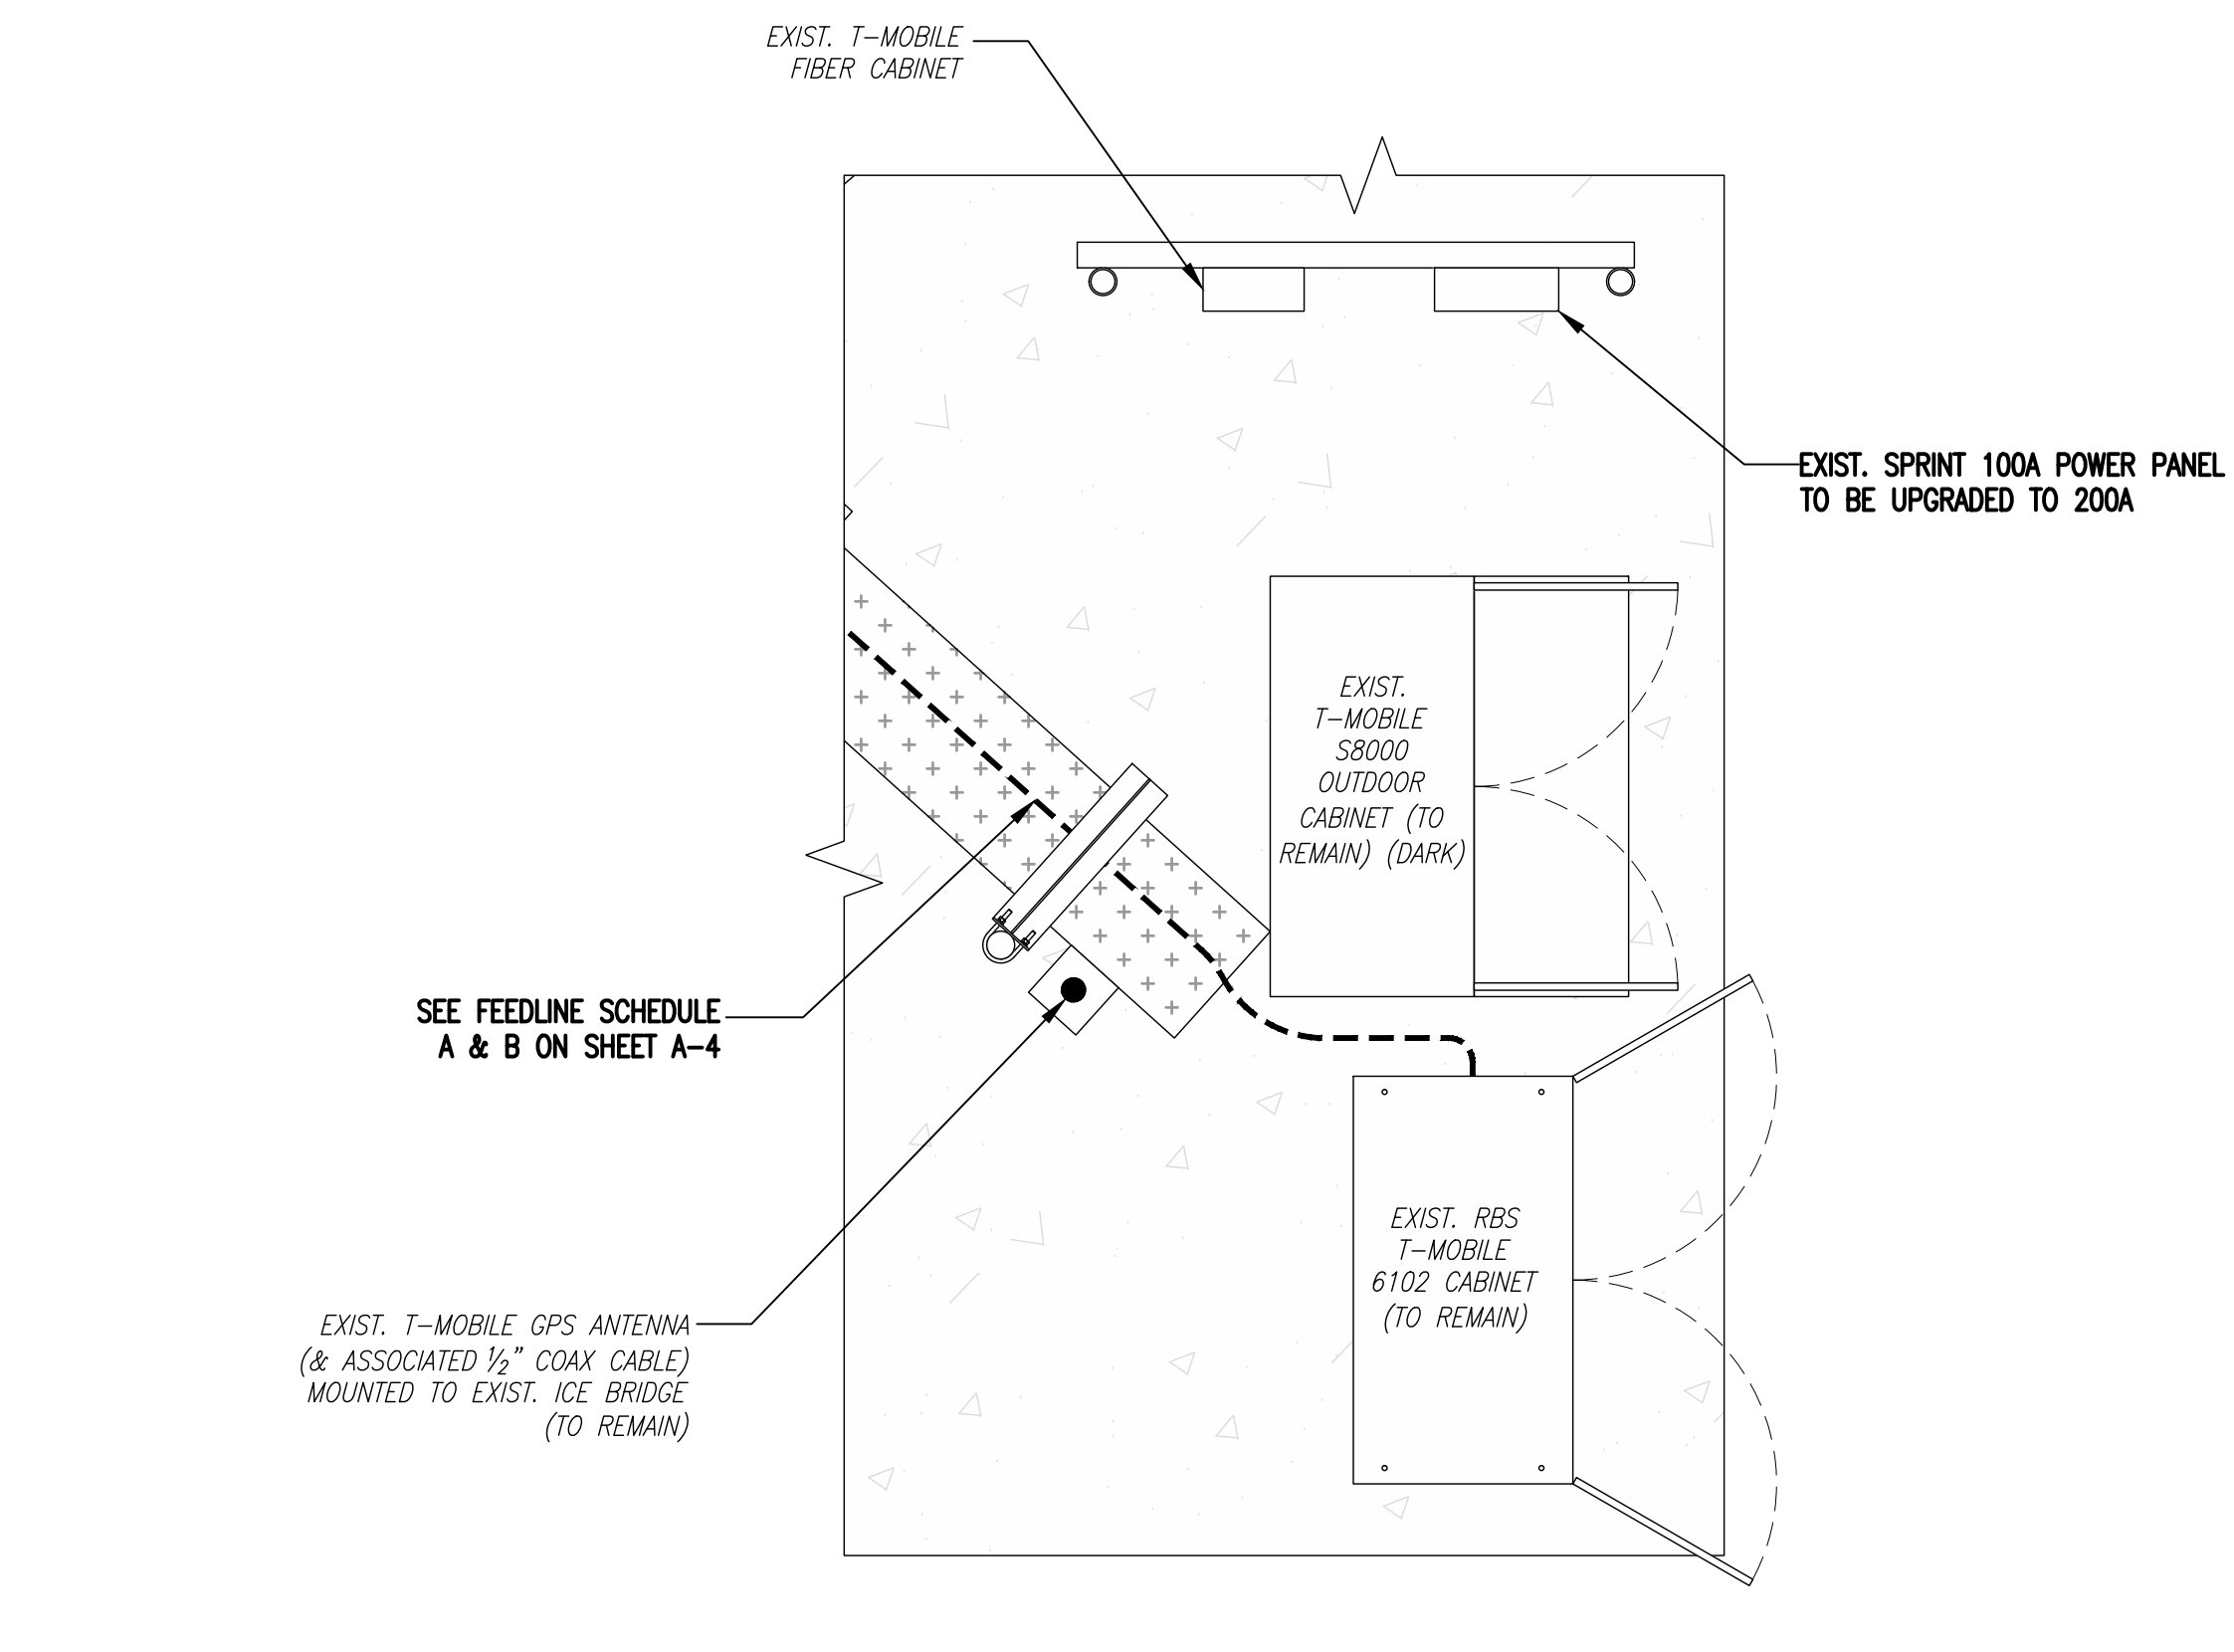 EXIST. T-MOBILE
FIBER CABINET
EXIST. SPRINT 100A POWER PANEL
TO BE UPGRADED TO 200A
EXIST.
T-MOBILE
S8000
OUTDOOR
CABINET (TO
REMAIN) (DARK)
SEE FEEDLINE SCHEDULE
A & B ON SHEET A-4
EXIST. RBS
T-MOBILE
6102 CABINET
(TO REMAIN)
EXIST. T-MOBILE GPS ANTENNA
(& ASSOCIATED ½" COAX CABLE)
MOUNTED TO EXIST. ICE BRIDGE
(TO REMAIN)